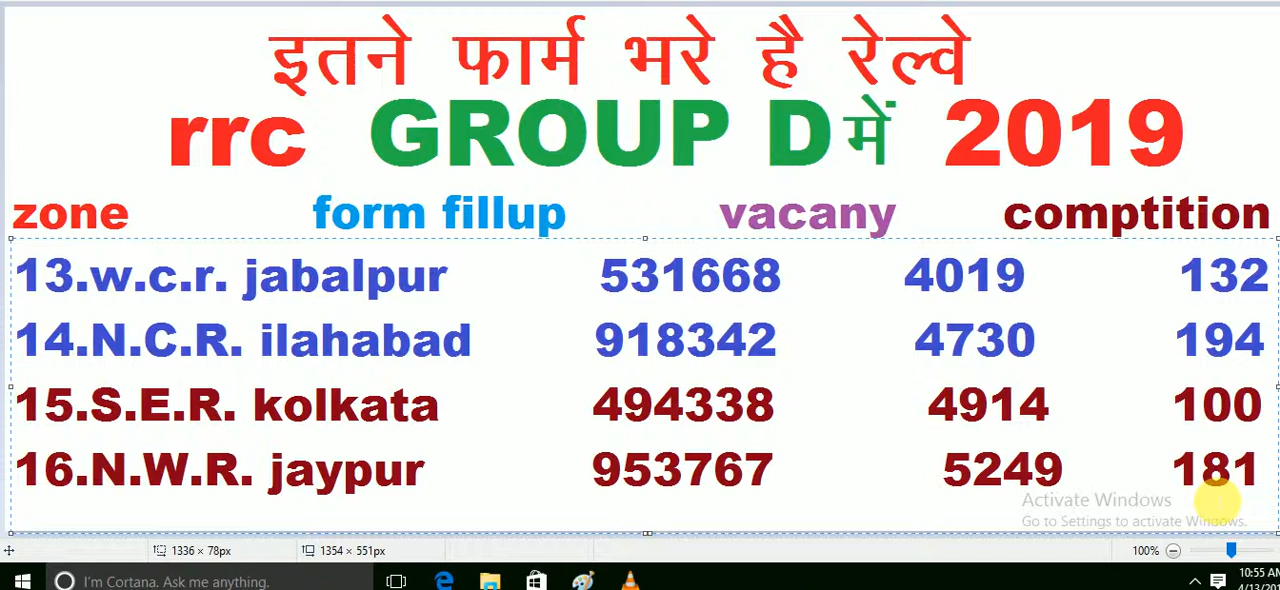 इतने फार्म भरे है रेल्वे
rrc GROUP D में 2019
zone form fillup vacany comptition
13.w.c.r. jabalpur 531668 4019 132
14.N.C.R. ilahabad 918342 4730 194
15.S.E.R. kolkata 494338 4914 100
16.N.W.R. jaypur 953767 5249 181
Activate Windows
Go to Settings to activate Windows.
1336 × 78px 1354 × 551px 100%
I'm Cortana. Ask me anything. 10:55 AM